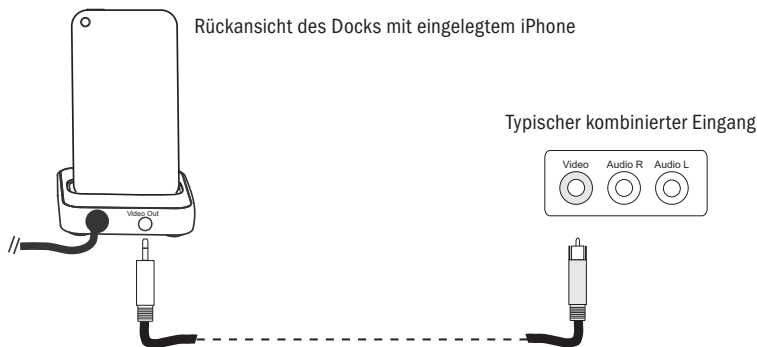 Rückansicht des Docks mit eingelegtem iPhone
Typischer kombinierter Eingang
Video Audio R Audio L
Video Out